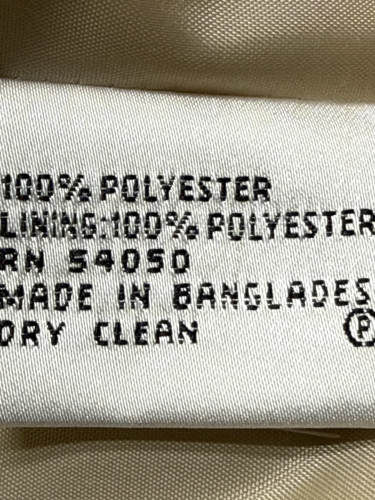 100% POLYESTER
LINING:100% POLYESTER
RN 54050
MADE IN BANGLADES
DRY CLEAN Ⓟ